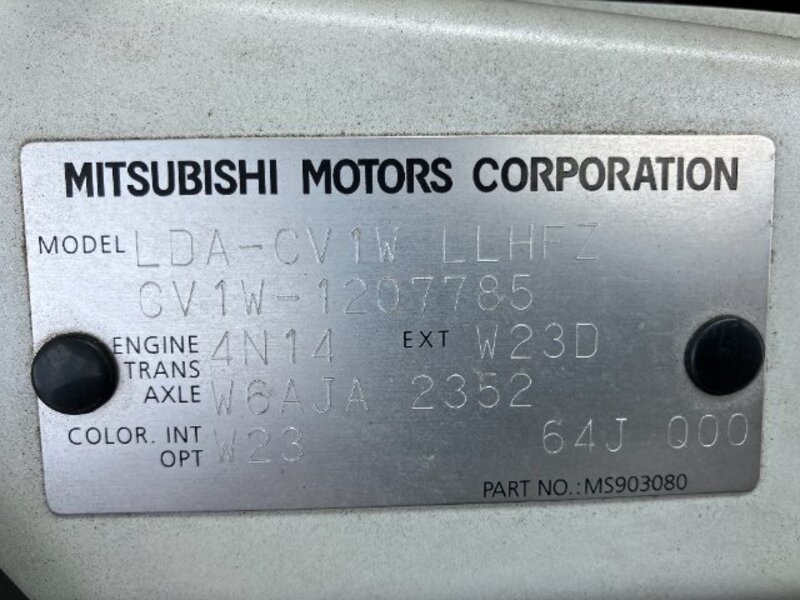 MITSUBISHI MOTORS CORPORATION
MODEL LDA-CV1W LLHFZ
CV1W-1207785
ENGINE 4N14 EXT W23D
TRANS
AXLE W6AJA 2352
COLOR. INT W23 64J Q00
OPT
PART NO.:MS903080